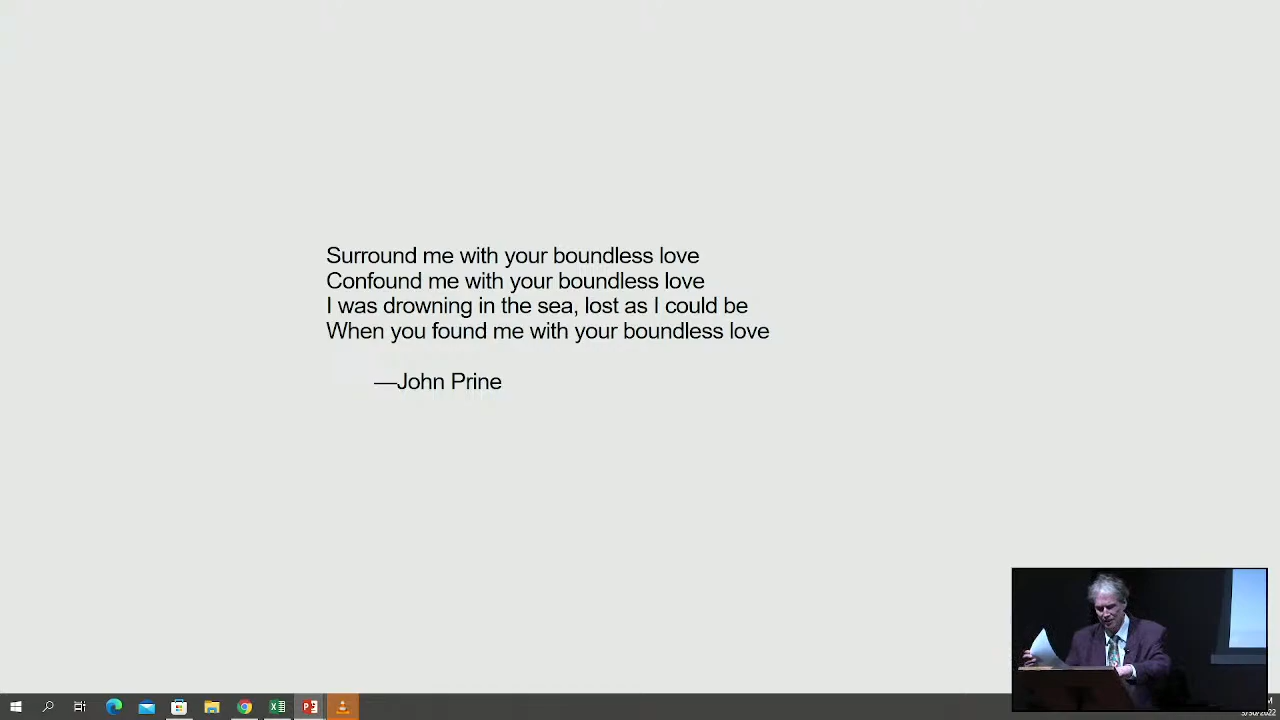 Surround me with your boundless love
Confound me with your boundless love
I was drowning in the sea, lost as I could be
When you found me with your boundless love
—John Prine